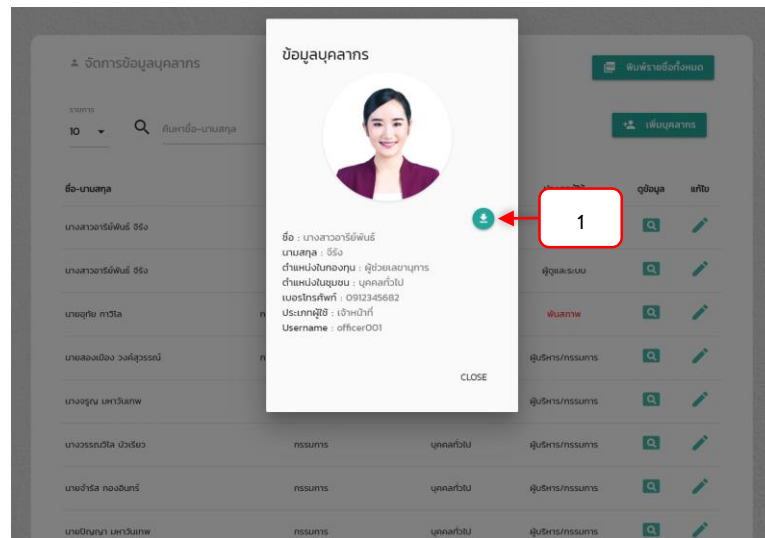 จัดการข้อมูลบุคลากร
พิมพ์รายชื่อทั้งหมด
รายการ
10
ค้นหาชื่อ-นามสกุล
เพิ่มบุคลากร
ชื่อ-นามสกุล
ดูข้อมูล
แก้ไข
ข้อมูลบุคลากร
1
ชื่อ : นางสาวอารีย์พันธ์
นามสกุล : จีรัง
ตำแหน่งในกองทุน : ผู้ช่วยเลขานุการ
ตำแหน่งในชุมชน : บุคคลทั่วไป
เบอร์โทรศัพท์ : 0912345682
ประเภทผู้ใช้ : เจ้าหน้าที่
Username : officer001
CLOSE
นางสาวอารีย์พันธ์ จีรัง
นางสาวอารีย์พันธ์ จีรัง
ผู้ดูแลระบบ
นายอุทัย กาวิโล
พ้นสภาพ
นายสองเมือง วงค์สุวรรณ์
ผู้บริหาร/กรรมการ
นางจรูญ มหาวันเทพ
ผู้บริหาร/กรรมการ
นางวรรณวิไล บัวเรียว กรรมการ บุคคลทั่วไป ผู้บริหาร/กรรมการ
นายจำรัส กองอินทร์ กรรมการ บุคคลทั่วไป ผู้บริหาร/กรรมการ
นายปัญญา มหาวันเทพ กรรมการ บุคคลทั่วไป ผู้บริหาร/กรรมการ